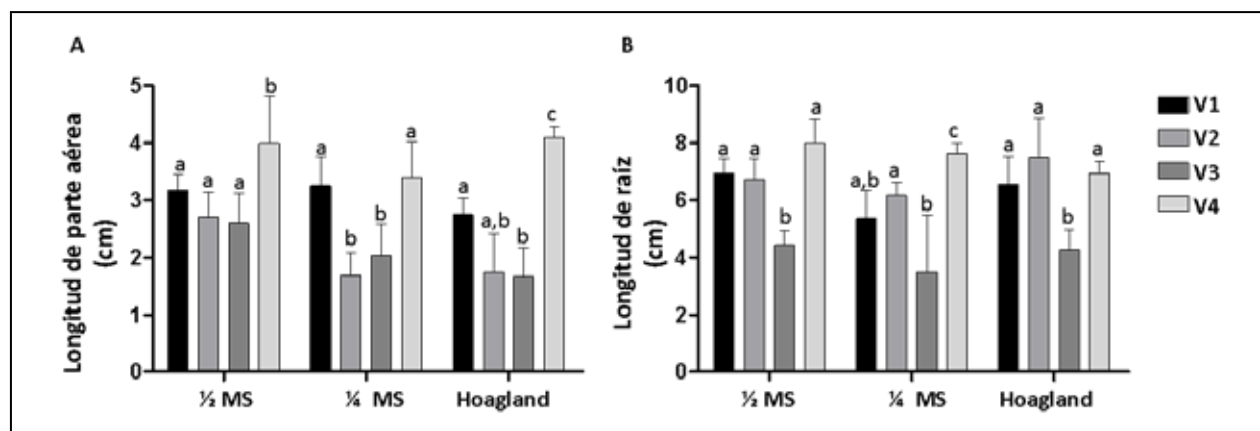 A
Longitud de parte aérea
(cm)
5
4
3
2
1
0
a
a
a
b
a
b
b
a
a
a,b
b
c
½ MS
¼ MS
Hoagland
B
Longitud de raíz
(cm)
10
8
6
4
2
0
a
a
b
a
a,b
a
b
c
a
a
b
a
½ MS
¼ MS
Hoagland
V1
V2
V3
V4